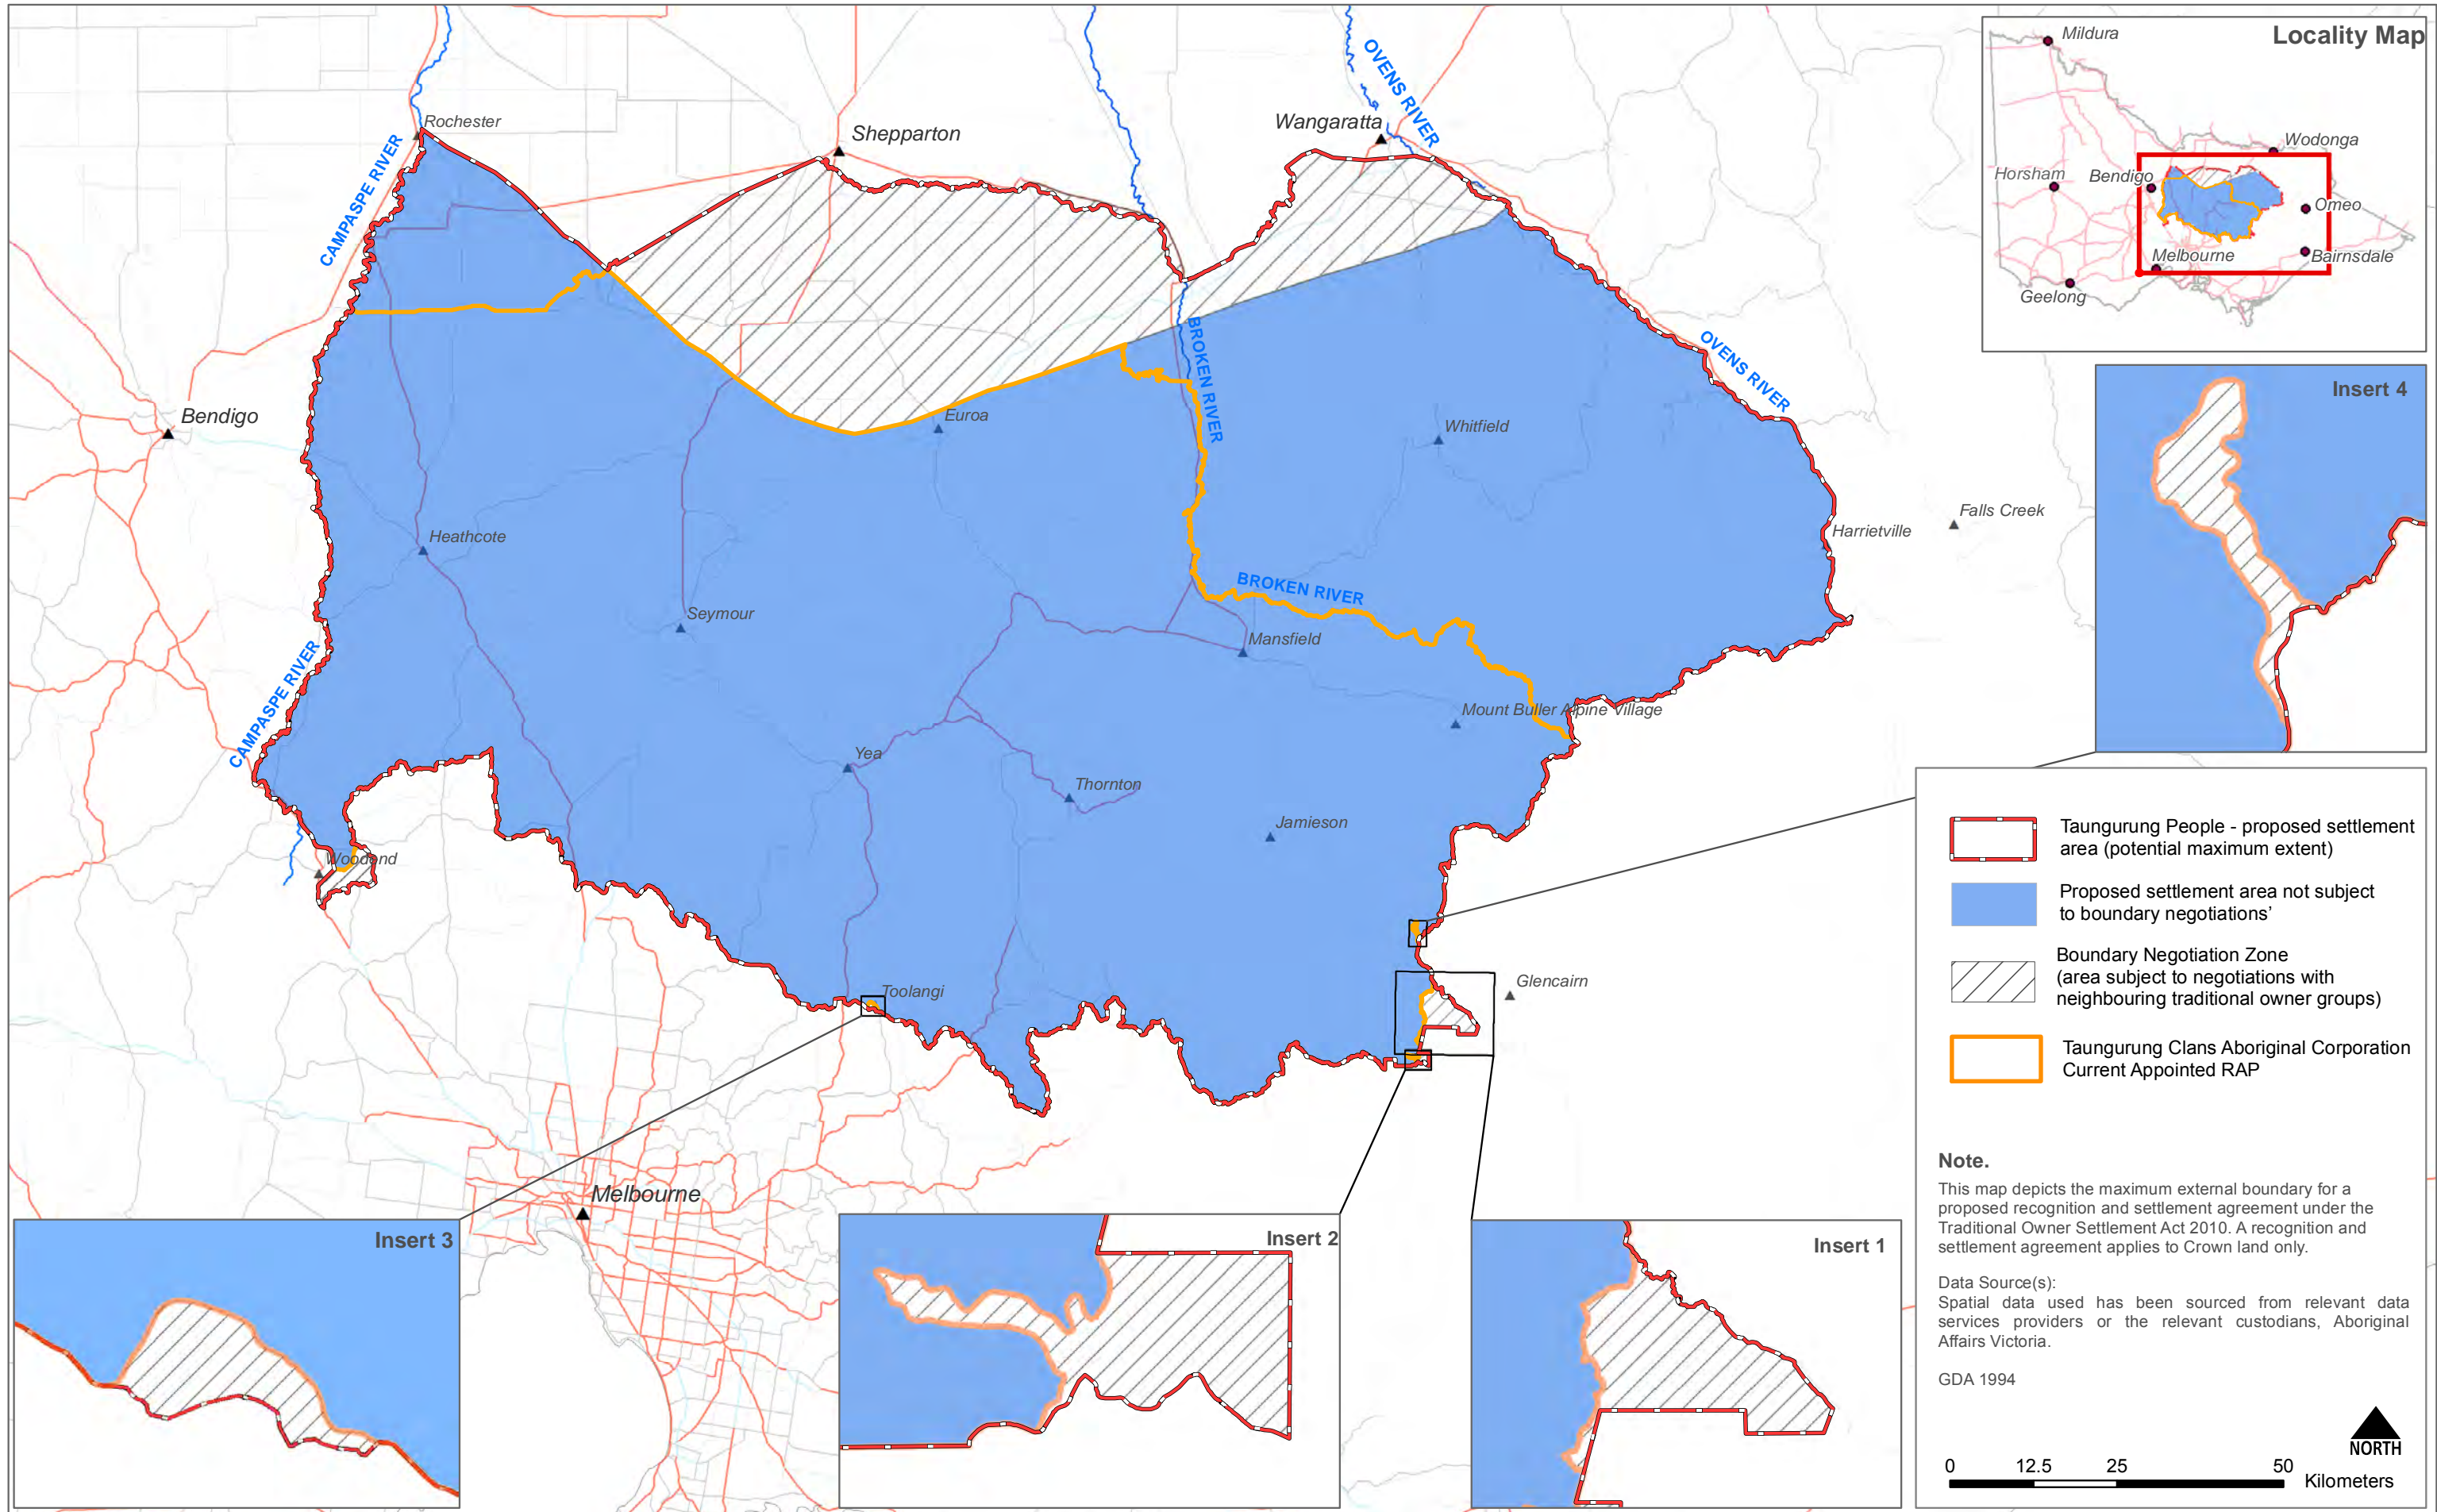 Rochester
CAMPASPE RIVER
Shepparton
Wangaratta
OVENS RIVER
Locality Map
Mildura
Wodonga
Horsham
Bendigo
Omeo
Melbourne
Bairnsdale
Geelong
BROKEN RIVER
OVENS RIVER
Insert 4
Bendigo
Euroa
Whitfield
Falls Creek
Harrietville
Heathcote
BROKEN RIVER
Seymour
Mansfield
CAMPASPE RIVER
Mount Buller Alpine Village
Yea
Thornton
Jamieson
Woodend
Toolangi
Glencairn
Melbourne
Taungurung People - proposed settlement
area (potential maximum extent)
Proposed settlement area not subject
to boundary negotiations’
Boundary Negotiation Zone
(area subject to negotiations with
neighbouring traditional owner groups)
Taungurung Clans Aboriginal Corporation
Current Appointed RAP
Note.
This map depicts the maximum external boundary for a
proposed recognition and settlement agreement under the
Traditional Owner Settlement Act 2010. A recognition and
settlement agreement applies to Crown land only.
Data Source(s):
Spatial data used has been sourced from relevant data
services providers or the relevant custodians, Aboriginal
Affairs Victoria.
GDA 1994
NORTH
0 12.5 25 50
Kilometers
Insert 3
Insert 2
Insert 1